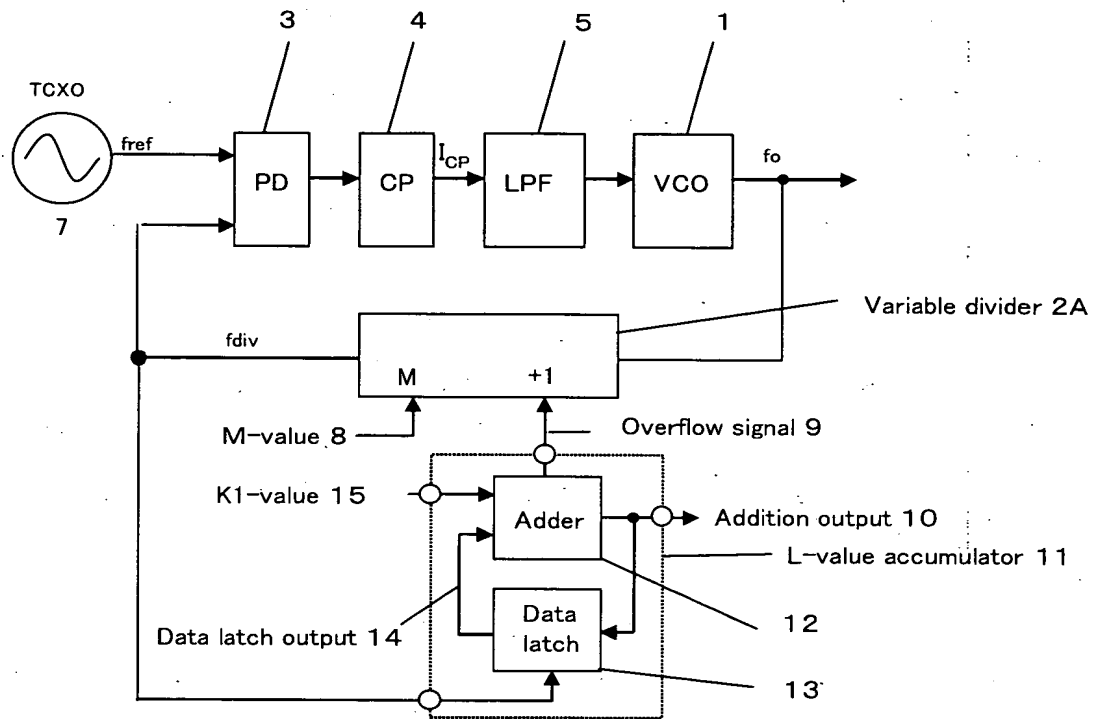 3
4
5
1
TCXO
fref
7
PD
CP
I_CP
LPF
VCO
fo
Variable divider 2A
fdiv
M
+1
M-value 8
Overflow signal 9
K1-value 15
Adder
Addition output 10
L-value accumulator 11
Data latch output 14
Data
latch
12
13